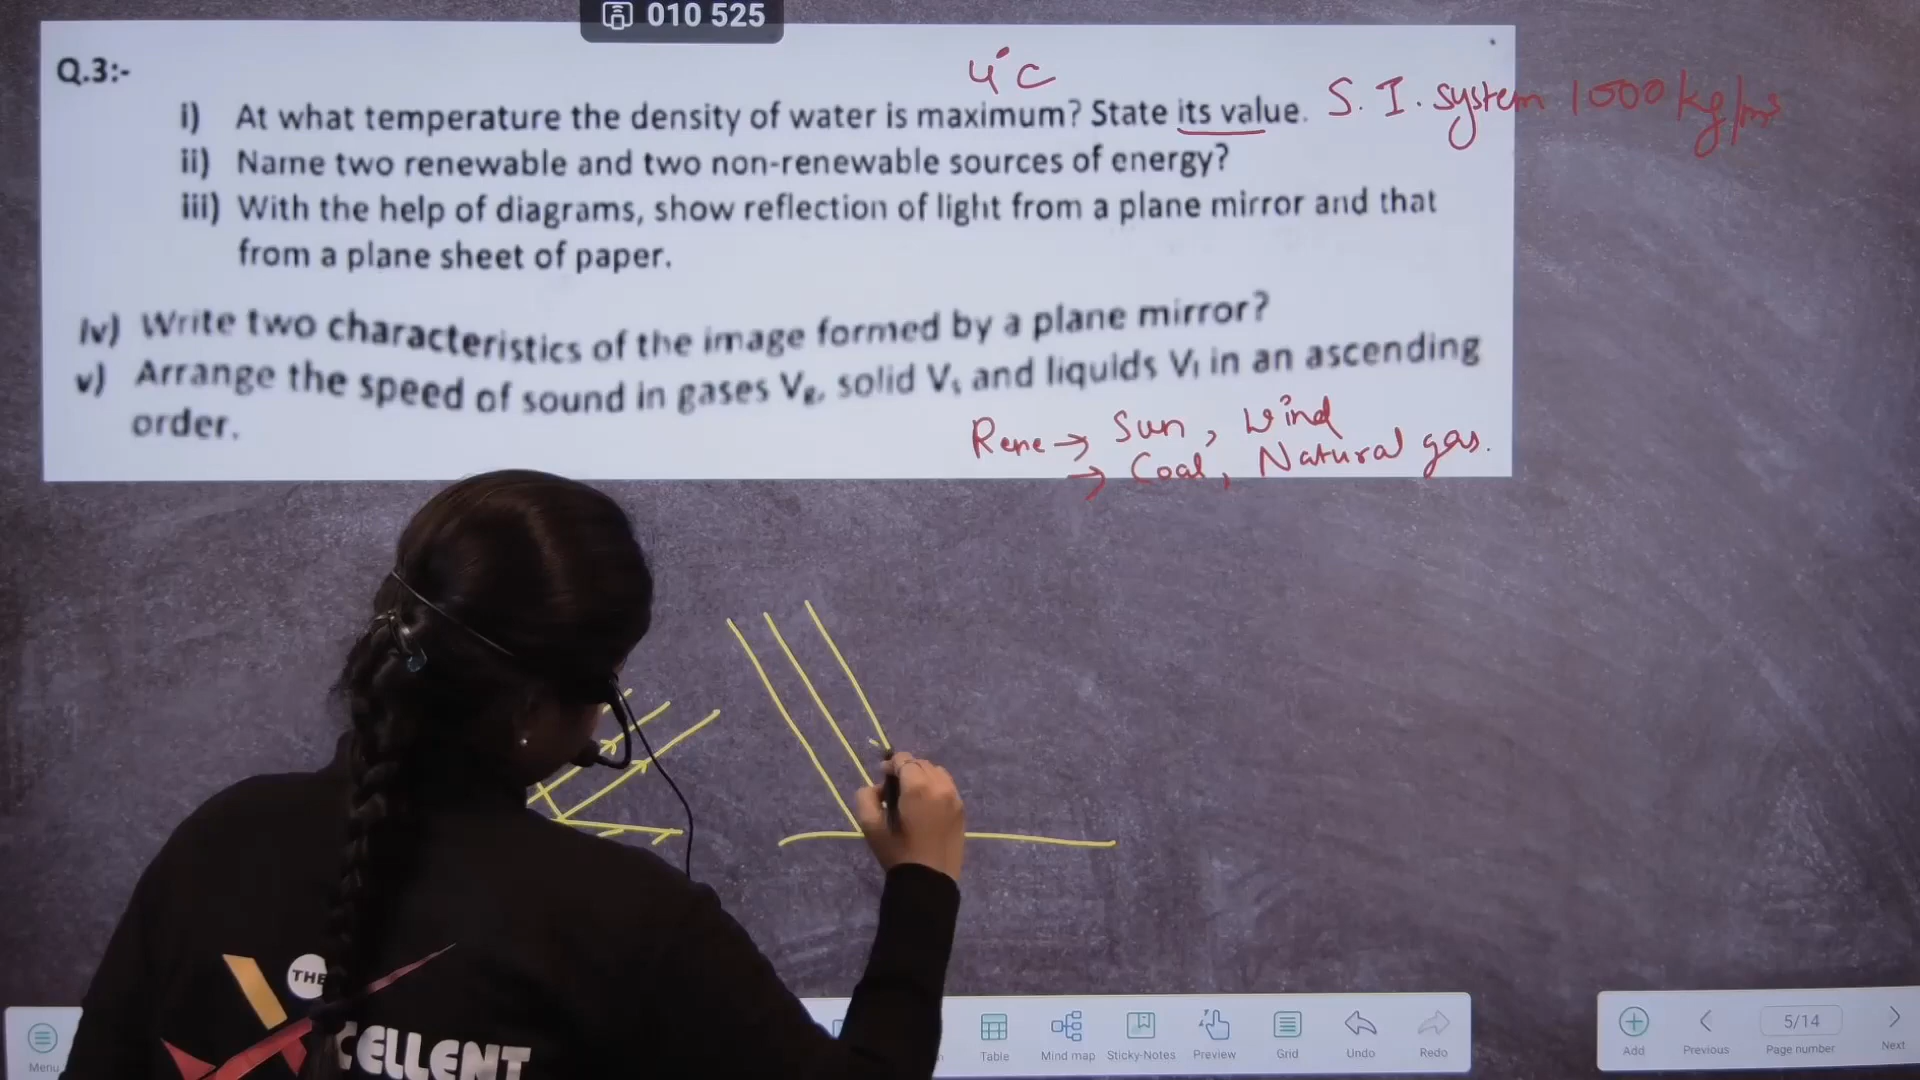 010 525
Q.3:-
4°C
i) At what temperature the density of water is maximum? State its value. S. I. system 1000 kg/m³
ii) Name two renewable and two non-renewable sources of energy?
iii) With the help of diagrams, show reflection of light from a plane mirror and that
from a plane sheet of paper.
iv) Write two characteristics of the image formed by a plane mirror?
v) Arrange the speed of sound in gases Vg, solid Vs and liquids Vl in an ascending
order.
Rene → Sun, Wind
→ Coal, Natural gas.
THE
CELLENT
Menu
Table
Mind map
Sticky-Notes
Preview
Grid
Undo
Redo
Add
Previous
5/14
Page number
Next